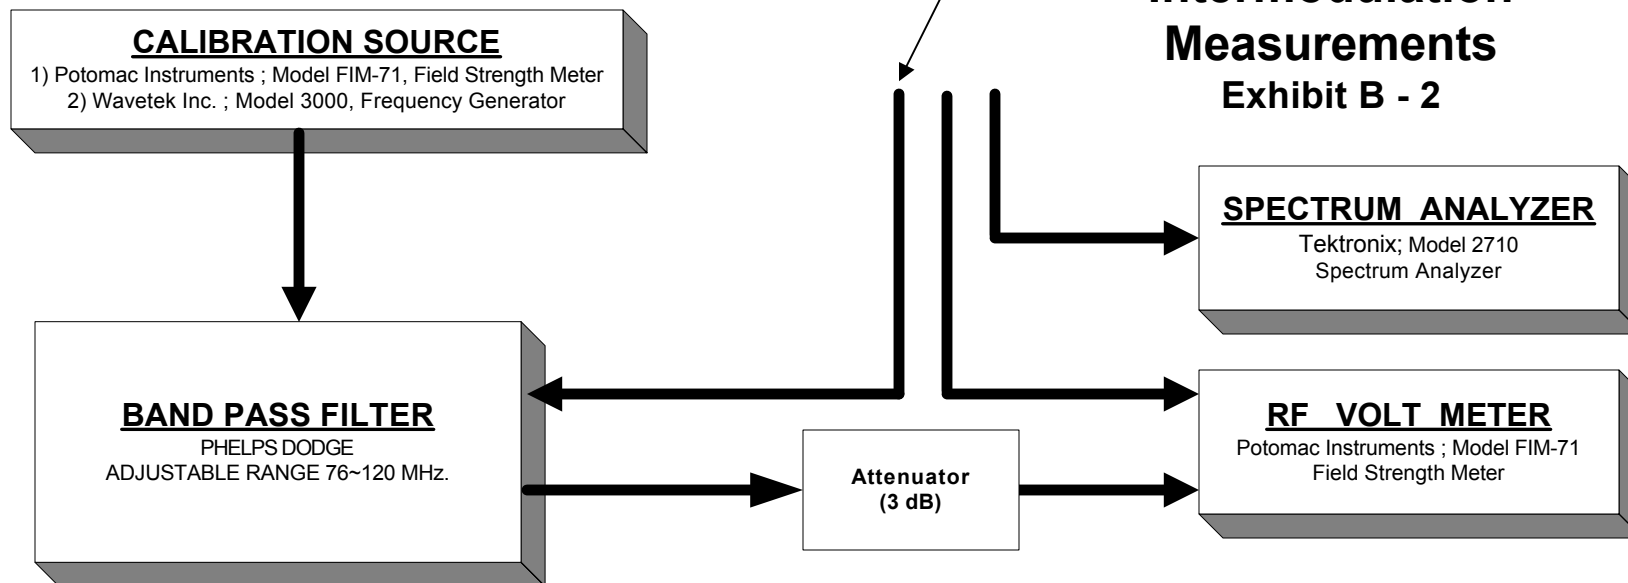 Intermodulation
Measurements
Exhibit B - 2
CALIBRATION SOURCE
1) Potomac Instruments ; Model FIM-71, Field Strength Meter
2) Wavetek Inc. ; Model 3000, Frequency Generator
SPECTRUM ANALYZER
Tektronix; Model 2710
Spectrum Analyzer
BAND PASS FILTER
PHELPS DODGE
ADJUSTABLE RANGE 76~120 MHz.
Attenuator
(3 dB)
RF VOLT METER
Potomac Instruments ; Model FIM-71
Field Strength Meter